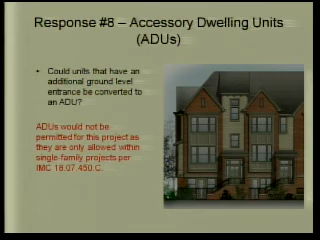 Response #8 – Accessory Dwelling Units
(ADUs)
• Could units that have an
additional ground level
entrance be converted to
an ADU?
ADUs would not be
permitted for this project as
they are only allowed within
single-family projects per
IMC 18.07.450.C.